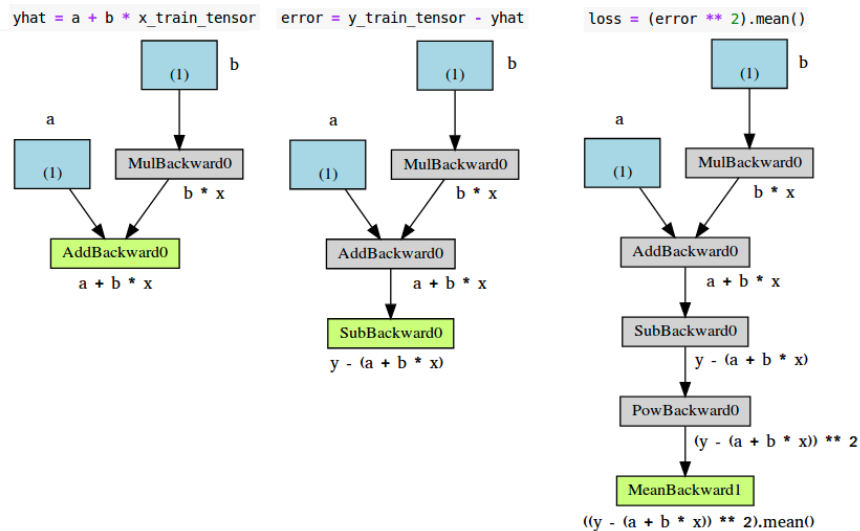 yhat = a + b * x_train_tensor
b
(1)
a
(1)
MulBackward0
b * x
AddBackward0
a + b * x
error = y_train_tensor - yhat
b
(1)
a
(1)
MulBackward0
b * x
AddBackward0
a + b * x
SubBackward0
y - (a + b * x)
loss = (error ** 2).mean()
b
(1)
a
(1)
MulBackward0
b * x
AddBackward0
a + b * x
SubBackward0
y - (a + b * x)
PowBackward0
(y - (a + b * x)) ** 2
MeanBackward1
((y - (a + b * x)) ** 2).mean()